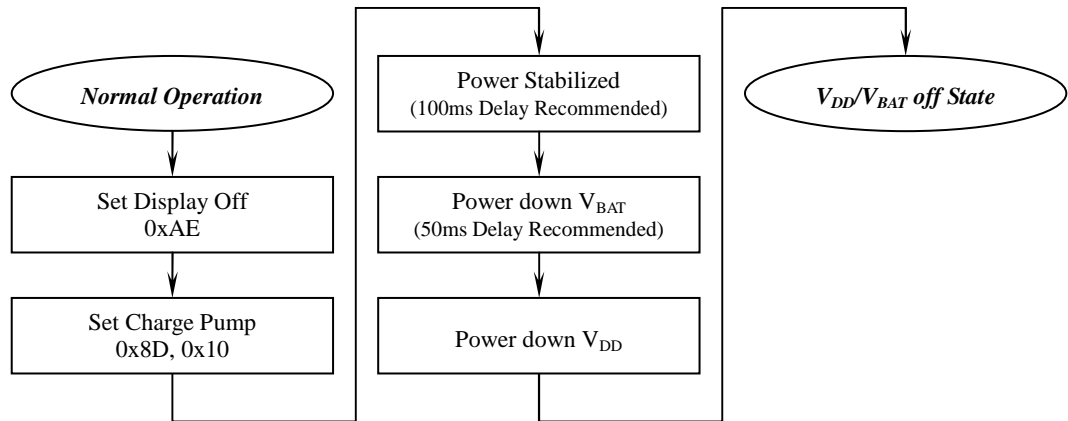 Normal Operation
Set Display Off
0xAE
Set Charge Pump
0x8D, 0x10
Power Stabilized
(100ms Delay Recommended)
Power down VBAT
(50ms Delay Recommended)
Power down VDD
VDD/VBAT off State